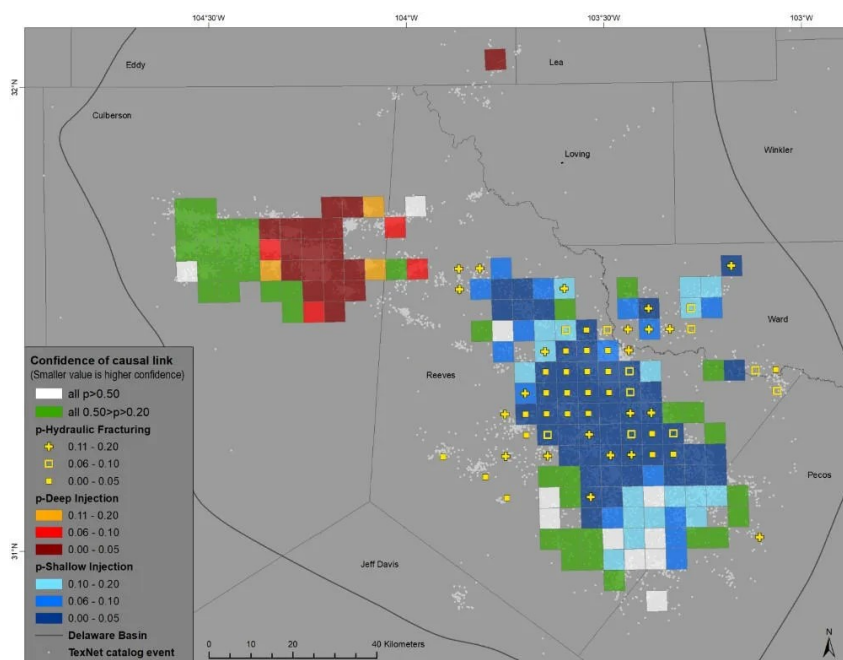 104°30'W
104°W
103°30'W
103°W
Eddy
Lea
32°N
32°N
Culberson
Loving
Winkler
Ward
Reeves
Pecos
31°N
31°N
Jeff Davis
Confidence of causal link
(Smaller value is higher confidence)
all p>0.50
all 0.50>p>0.20
p-Hydraulic Fracturing
0.11 - 0.20
0.06 - 0.10
0.00 - 0.05
p-Deep Injection
0.11 - 0.20
0.06 - 0.10
0.00 - 0.05
p-Shallow Injection
0.10 - 0.20
0.06 - 0.10
0.00 - 0.05
Delaware Basin
TexNet catalog event
0 10 20 40 Kilometers
N